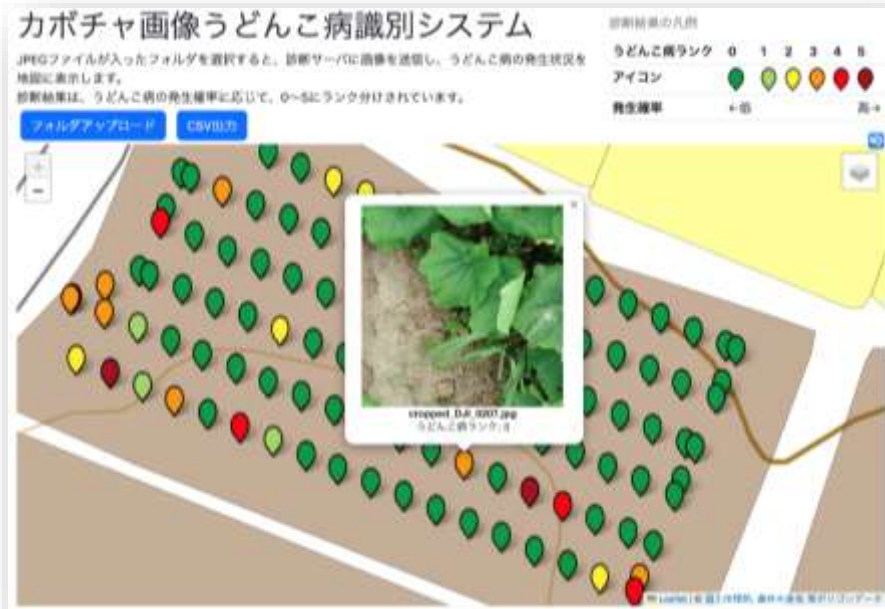 カボチャ画像うどんこ病識別システム
JPEGファイルが入ったフォルダを選択すると、診断サーバに画像を送信し、うどんこ病の発生状況を
地図に表示します。
診断結果は、うどんこ病の発生確率に応じて、0〜5にランク分けされています。
フォルダアップロード CSV出力
診断結果の凡例
うどんこ病ランク 0 1 2 3 4 5
アイコン
発生確率 ←低 高→
+
−
×
cropped_DJI_0207.jpg
うどんこ病ランク:
Leaflet |